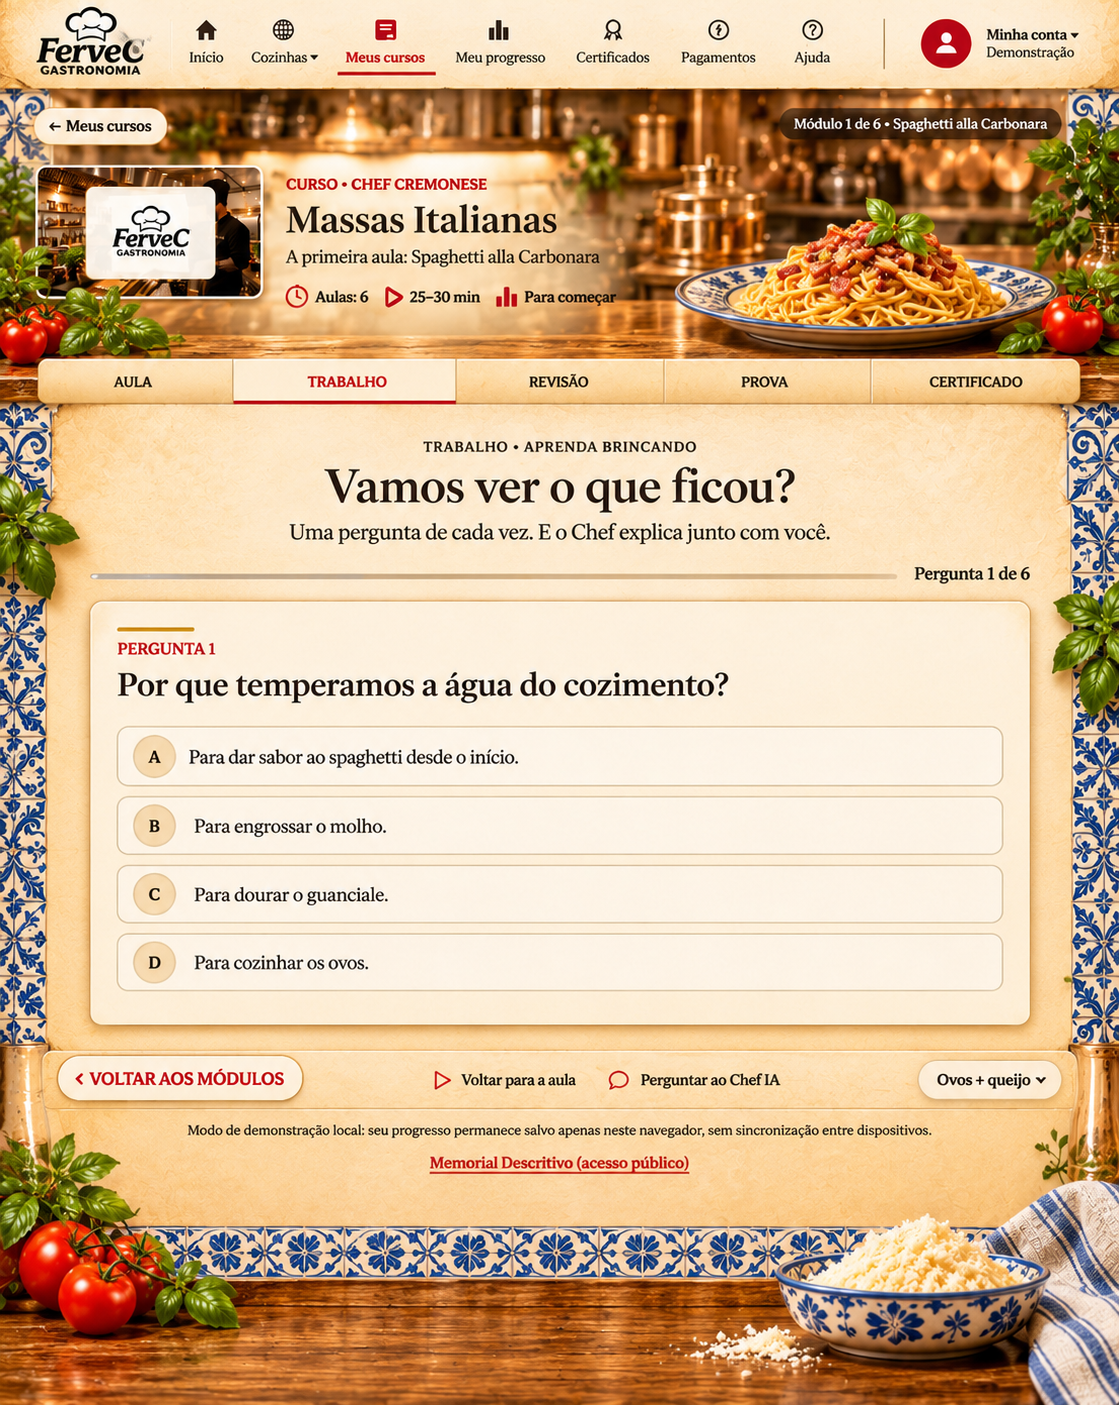 FerveC
GASTRONOMIA
Início
Cozinhas
Meus cursos
Meu progresso
Certificados
Pagamentos
Ajuda
Minha conta
Demonstração
← Meus cursos
Módulo 1 de 6 • Spaghetti alla Carbonara
FerveC
GASTRONOMIA
CURSO • CHEF CREMONESE
Massas Italianas
A primeira aula: Spaghetti alla Carbonara
Aulas: 6
25–30 min
Para começar
AULA
TRABALHO
REVISÃO
PROVA
CERTIFICADO
TRABALHO • APRENDA BRINCANDO
Vamos ver o que ficou?
Uma pergunta de cada vez. E o Chef explica junto com você.
Pergunta 1 de 6
PERGUNTA 1
Por que temperamos a água do cozimento?
A Para dar sabor ao spaghetti desde o início.
B Para engrossar o molho.
C Para dourar o guanciale.
D Para cozinhar os ovos.
‹ VOLTAR AOS MÓDULOS
Voltar para a aula
Perguntar ao Chef IA
Ovos + queijo
Modo de demonstração local: seu progresso permanece salvo apenas neste navegador, sem sincronização entre dispositivos.
Memorial Descritivo (acesso público)